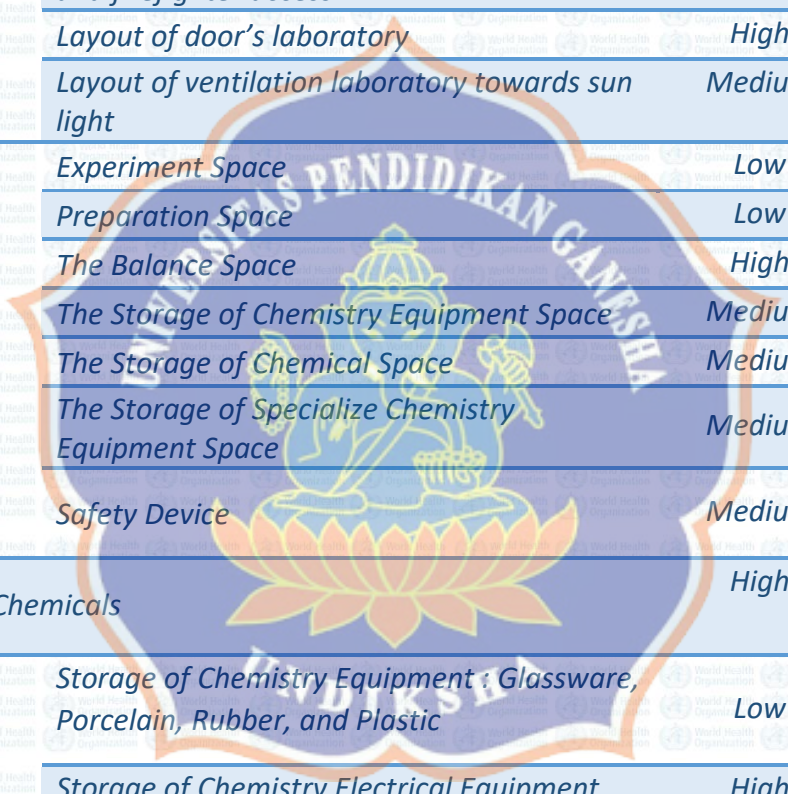 Layout of door's laboratory High
Layout of ventilation laboratory towards sun Mediu
light
Experiment Space Low
Preparation Space Low
The Balance Space High
The Storage of Chemistry Equipment Space Mediu
The Storage of Chemical Space Mediu
The Storage of Specialize Chemistry
Equipment Space Mediu
Safety Device Mediu
Chemicals High
Storage of Chemistry Equipment : Glassware,
Porcelain, Rubber, and Plastic Low
Storage of Chemistry Electrical Equipment High
UNIVERSITAS PENDIDIKAN GANESHA
UNDIKSHA
World Health
Organization